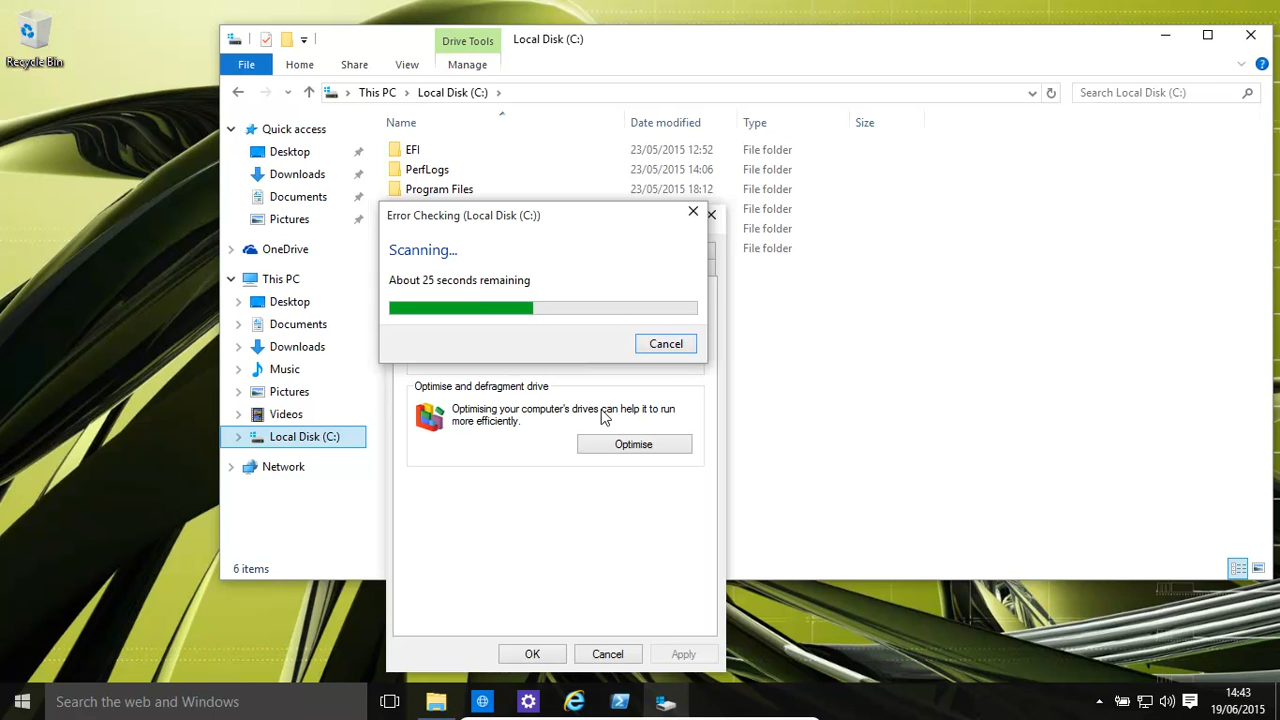 Recycle Bin
Drive Tools
Local Disk (C:)
File
Home
Share
View
Manage
This PC
Local Disk (C:)
Search Local Disk (C:)
Name
Date modified
Type
Size
Quick access
Desktop
Downloads
Documents
Pictures
OneDrive
This PC
Desktop
Documents
Downloads
Music
Pictures
Videos
Local Disk (C:)
Network
EFI
23/05/2015 12:52
File folder
PerfLogs
23/05/2015 14:06
File folder
Program Files
23/05/2015 18:12
File folder
File folder
File folder
File folder
Error Checking (Local Disk (C:))
Scanning...
About 25 seconds remaining
Cancel
Optimise and defragment drive
Optimising your computer's drives can help it to run
more efficiently.
Optimise
6 items
OK
Cancel
Apply
Search the web and Windows
14:43
19/06/2015